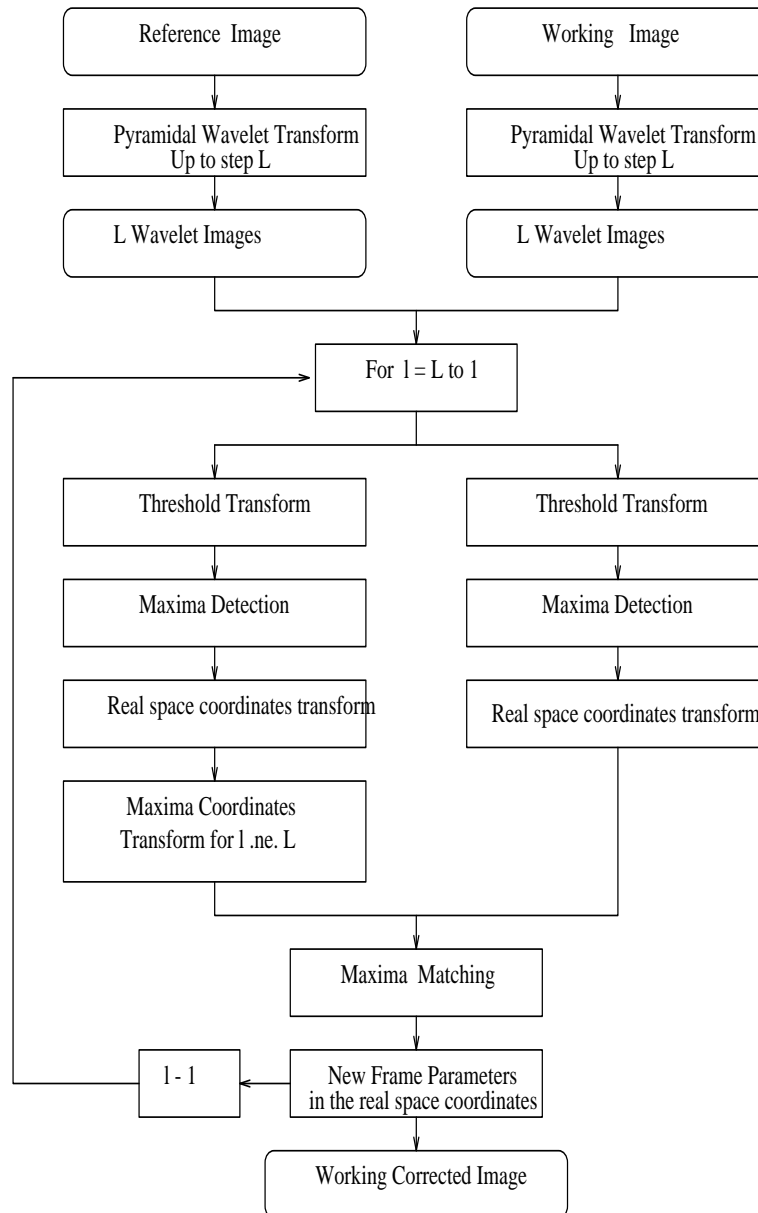 Reference Image
Working Image
Pyramidal Wavelet Transform
Up to step L
Pyramidal Wavelet Transform
Up to step L
L Wavelet Images
L Wavelet Images
For l = L to 1
Threshold Transform
Threshold Transform
Maxima Detection
Maxima Detection
Real space coordinates transform
Real space coordinates transform
Maxima Coordinates
Transform for l .ne. L
Maxima Matching
New Frame Parameters
in the real space coordinates
l - 1
Working Corrected Image